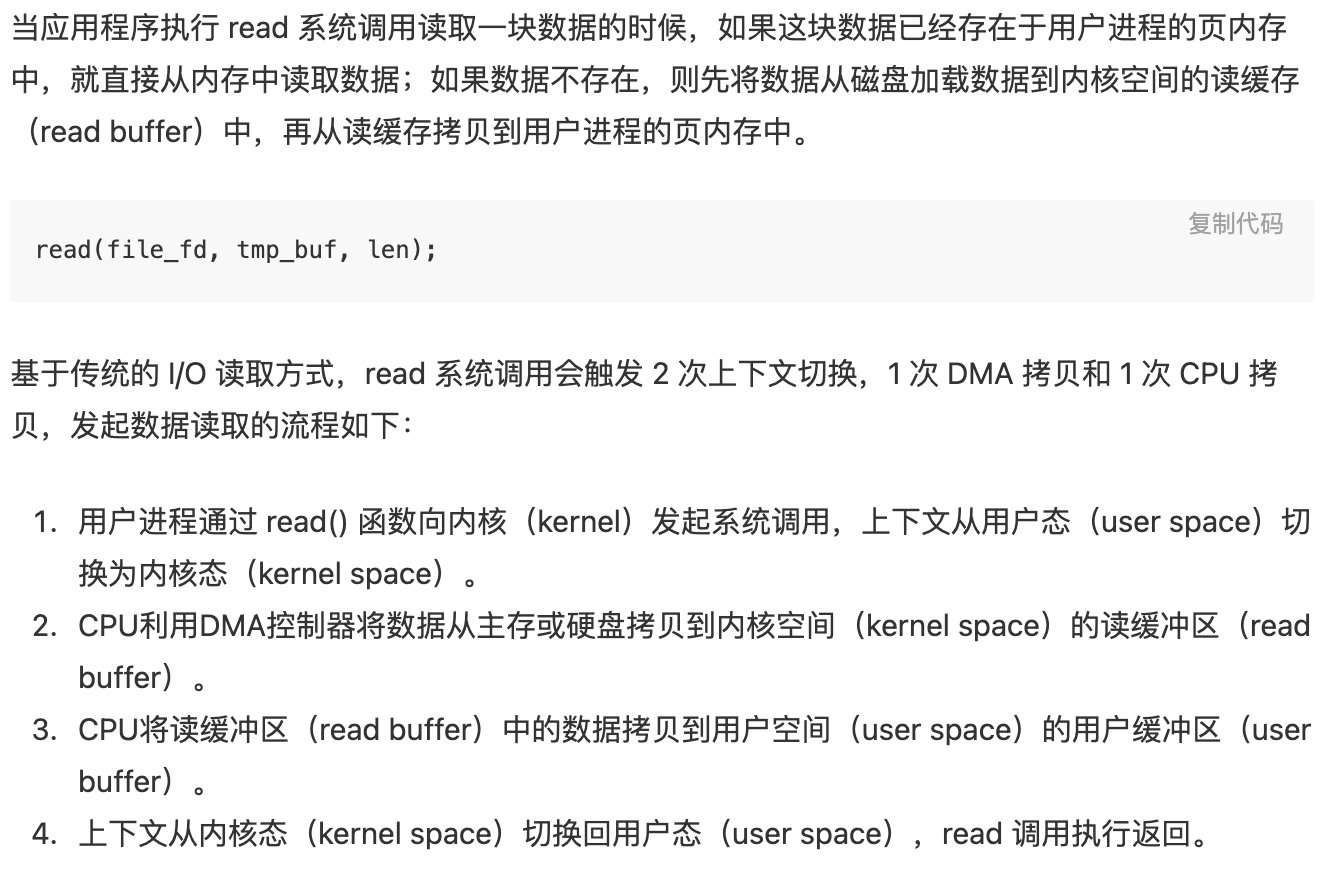 当应用程序执行 read 系统调用读取一块数据的时候，如果这块数据已经存在于用户进程的页内存
中，就直接从内存中读取数据；如果数据不存在，则先将数据从磁盘加载数据到内核空间的读缓存
（read buffer）中，再从读缓存拷贝到用户进程的页内存中。
复制代码
read(file_fd, tmp_buf, len);
基于传统的 I/O 读取方式，read 系统调用会触发 2 次上下文切换，1 次 DMA 拷贝和 1 次 CPU 拷
贝，发起数据读取的流程如下：
1. 用户进程通过 read() 函数向内核（kernel）发起系统调用，上下文从用户态（user space）切
换为内核态（kernel space）。
2. CPU利用DMA控制器将数据从主存或硬盘拷贝到内核空间（kernel space）的读缓冲区（read
buffer）。
3. CPU将读缓冲区（read buffer）中的数据拷贝到用户空间（user space）的用户缓冲区（user
buffer）。
4. 上下文从内核态（kernel space）切换回用户态（user space），read 调用执行返回。